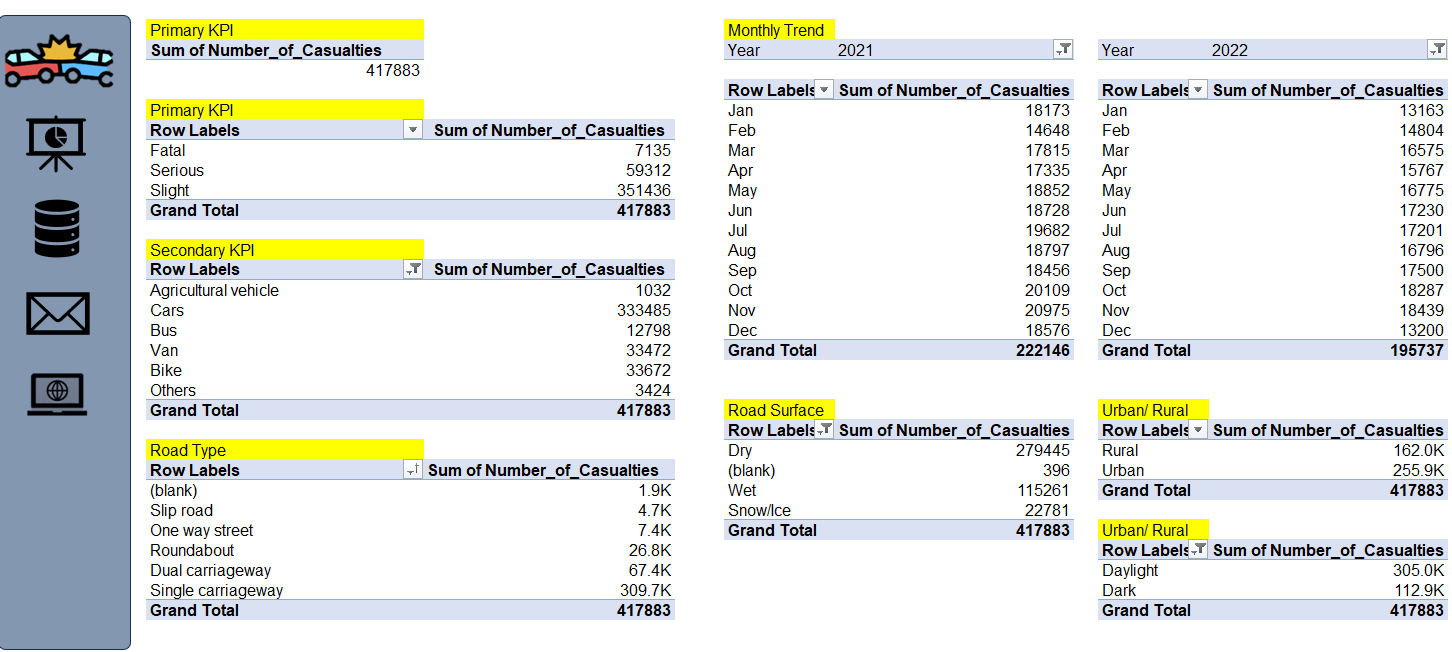 Primary KPI
Sum of Number_of_Casualties
417883
Primary KPI
Row Labels Sum of Number_of_Casualties
Fatal 7135
Serious 59312
Slight 351436
Grand Total 417883
Secondary KPI
Row Labels Sum of Number_of_Casualties
Agricultural vehicle 1032
Cars 333485
Bus 12798
Van 33472
Bike 33672
Others 3424
Grand Total 417883
Road Type
Row Labels Sum of Number_of_Casualties
(blank) 1.9K
Slip road 4.7K
One way street 7.4K
Roundabout 26.8K
Dual carriageway 67.4K
Single carriageway 309.7K
Grand Total 417883
Monthly Trend
Year 2021
Row Labels Sum of Number_of_Casualties
Jan 18173
Feb 14648
Mar 17815
Apr 17335
May 18852
Jun 18728
Jul 19682
Aug 18797
Sep 18456
Oct 20109
Nov 20975
Dec 18576
Grand Total 222146
Year 2022
Row Labels Sum of Number_of_Casualties
Jan 13163
Feb 14804
Mar 16575
Apr 15767
May 16775
Jun 17230
Jul 17201
Aug 16796
Sep 17500
Oct 18287
Nov 18439
Dec 13200
Grand Total 195737
Road Surface
Row Labels Sum of Number_of_Casualties
Dry 279445
(blank) 396
Wet 115261
Snow/Ice 22781
Grand Total 417883
Urban/ Rural
Row Labels Sum of Number_of_Casualties
Rural 162.0K
Urban 255.9K
Grand Total 417883
Urban/ Rural
Row Labels Sum of Number_of_Casualties
Daylight 305.0K
Dark 112.9K
Grand Total 417883